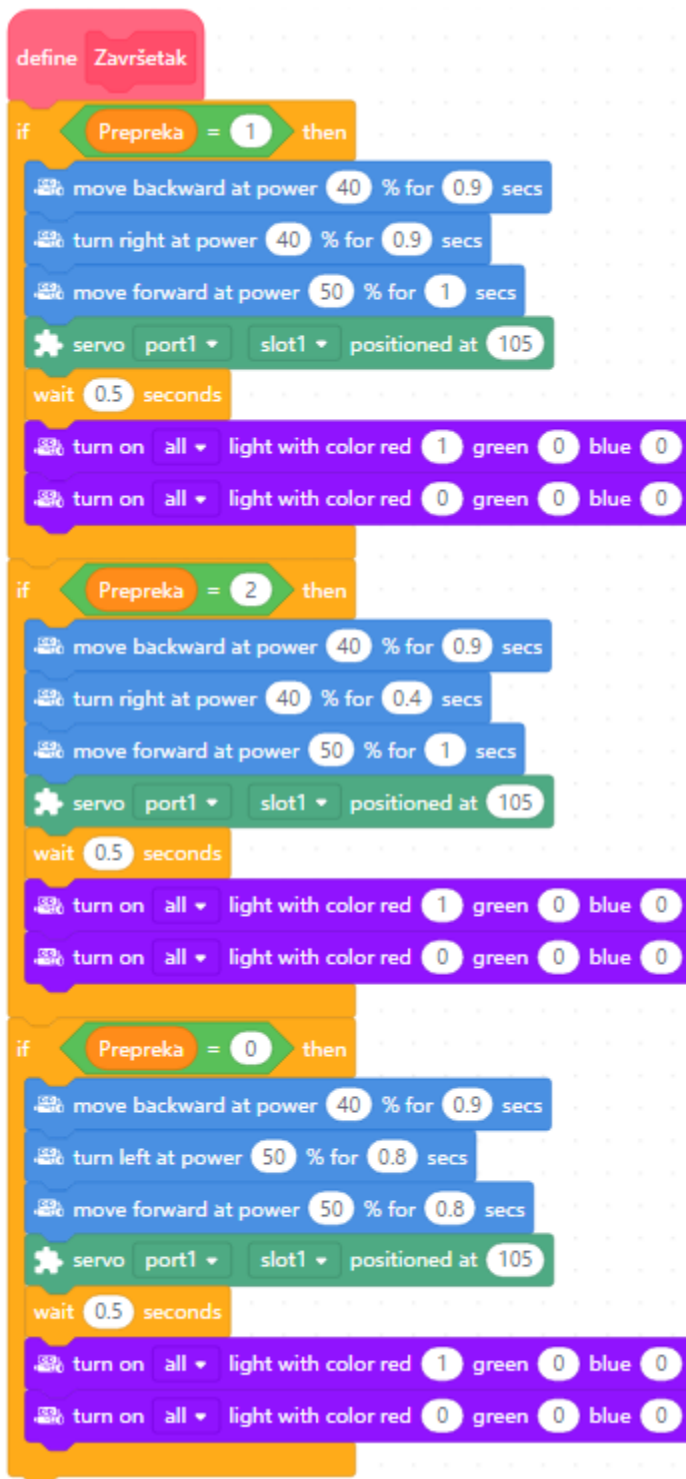 define Završetak
if Prepreka = 1 then
move backward at power 40 % for 0.9 secs
turn right at power 40 % for 0.9 secs
move forward at power 50 % for 1 secs
servo port1 slot1 positioned at 105
wait 0.5 seconds
turn on all light with color red 1 green 0 blue 0
turn on all light with color red 0 green 0 blue 0
if Prepreka = 2 then
move backward at power 40 % for 0.9 secs
turn right at power 40 % for 0.4 secs
move forward at power 50 % for 1 secs
servo port1 slot1 positioned at 105
wait 0.5 seconds
turn on all light with color red 1 green 0 blue 0
turn on all light with color red 0 green 0 blue 0
if Prepreka = 0 then
move backward at power 40 % for 0.9 secs
turn left at power 50 % for 0.8 secs
move forward at power 50 % for 0.8 secs
servo port1 slot1 positioned at 105
wait 0.5 seconds
turn on all light with color red 1 green 0 blue 0
turn on all light with color red 0 green 0 blue 0